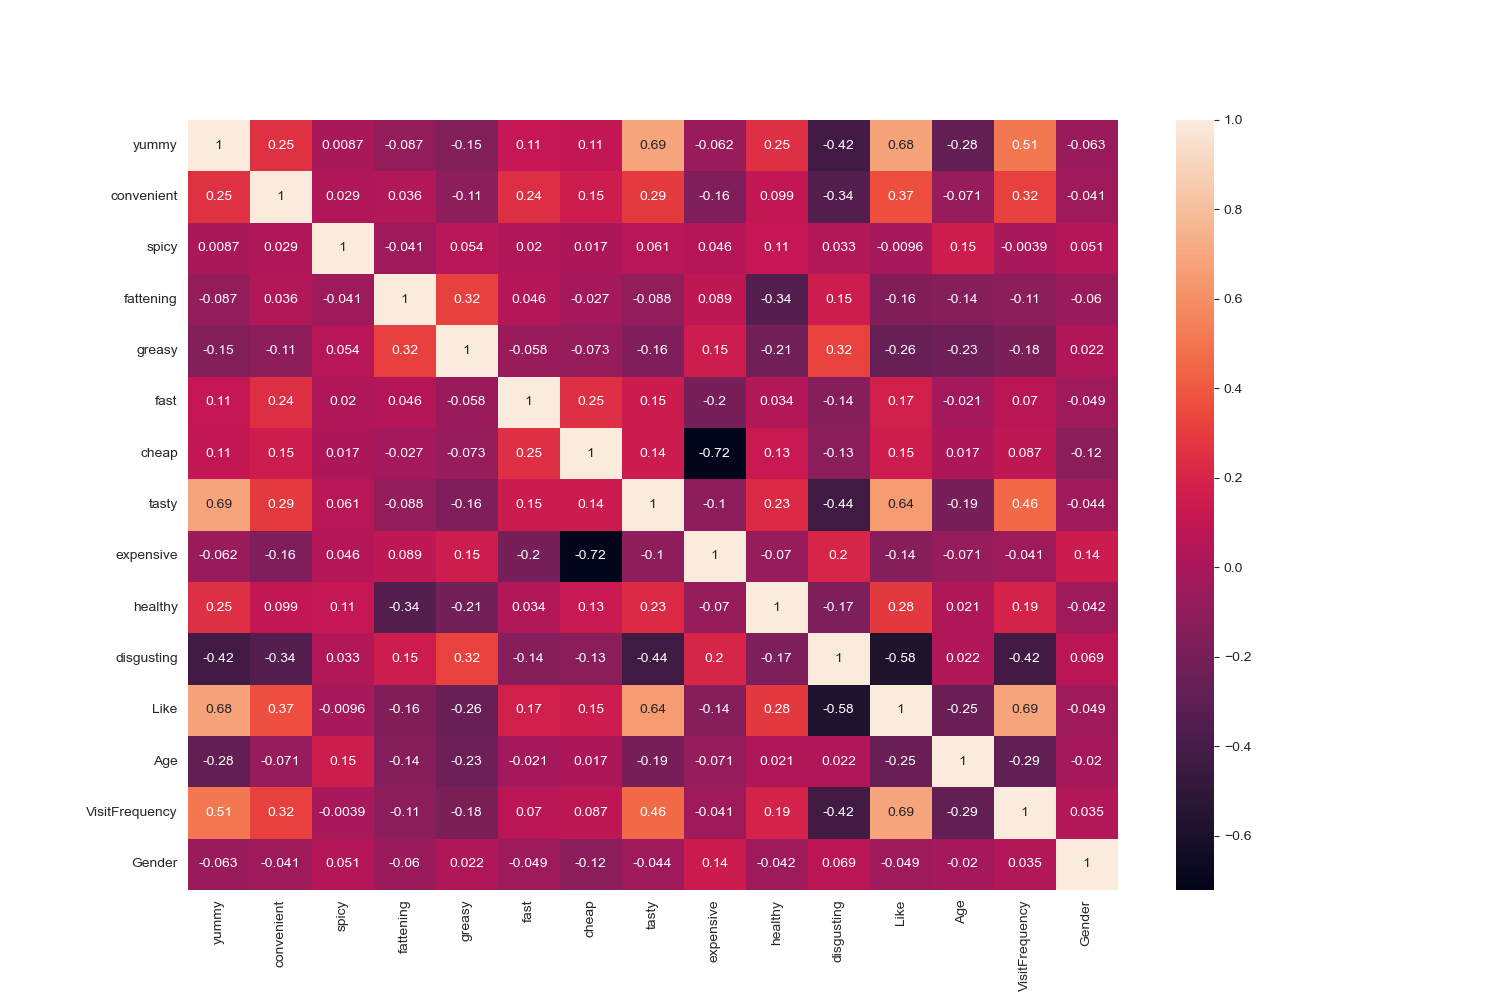 yummy 1 0.25 0.0087 -0.087 -0.15 0.11 0.11 0.69 -0.062 0.25 -0.42 0.68 -0.28 0.51 -0.063
convenient 0.25 1 0.029 0.036 -0.11 0.24 0.15 0.29 -0.16 0.099 -0.34 0.37 -0.071 0.32 -0.041
spicy 0.0087 0.029 1 -0.041 0.054 0.02 0.017 0.061 0.046 0.11 0.033 -0.0096 0.15 -0.0039 0.051
fattening -0.087 0.036 -0.041 1 0.32 0.046 -0.027 -0.088 0.089 -0.34 0.15 -0.16 -0.14 -0.11 -0.06
greasy -0.15 -0.11 0.054 0.32 1 -0.058 -0.073 -0.16 0.15 -0.21 0.32 -0.26 -0.23 -0.18 0.022
fast 0.11 0.24 0.02 0.046 -0.058 1 0.25 0.15 -0.2 0.034 -0.14 0.17 -0.021 0.07 -0.049
cheap 0.11 0.15 0.017 -0.027 -0.073 0.25 1 0.14 -0.72 0.13 -0.13 0.15 0.017 0.087 -0.12
tasty 0.69 0.29 0.061 -0.088 -0.16 0.15 0.14 1 -0.1 0.23 -0.44 0.64 -0.19 0.46 -0.044
expensive -0.062 -0.16 0.046 0.089 0.15 -0.2 -0.72 -0.1 1 -0.07 0.2 -0.14 -0.071 -0.041 0.14
healthy 0.25 0.099 0.11 -0.34 -0.21 0.034 0.13 0.23 -0.07 1 -0.17 0.28 0.021 0.19 -0.042
disgusting -0.42 -0.34 0.033 0.15 0.32 -0.14 -0.13 -0.44 0.2 -0.17 1 -0.58 0.022 -0.42 0.069
Like 0.68 0.37 -0.0096 -0.16 -0.26 0.17 0.15 0.64 -0.14 0.28 -0.58 1 -0.25 0.69 -0.049
Age -0.28 -0.071 0.15 -0.14 -0.23 -0.021 0.017 -0.19 -0.071 0.021 0.022 -0.25 1 -0.29 -0.02
VisitFrequency 0.51 0.32 -0.0039 -0.11 -0.18 0.07 0.087 0.46 -0.041 0.19 -0.42 0.69 -0.29 1 0.035
Gender -0.063 -0.041 0.051 -0.06 0.022 -0.049 -0.12 -0.044 0.14 -0.042 0.069 -0.049 -0.02 0.035 1
yummy convenient spicy fattening greasy fast cheap tasty expensive healthy disgusting Like Age VisitFrequency Gender
1.0
0.8
0.6
0.4
0.2
0.0
−0.2
−0.4
−0.6